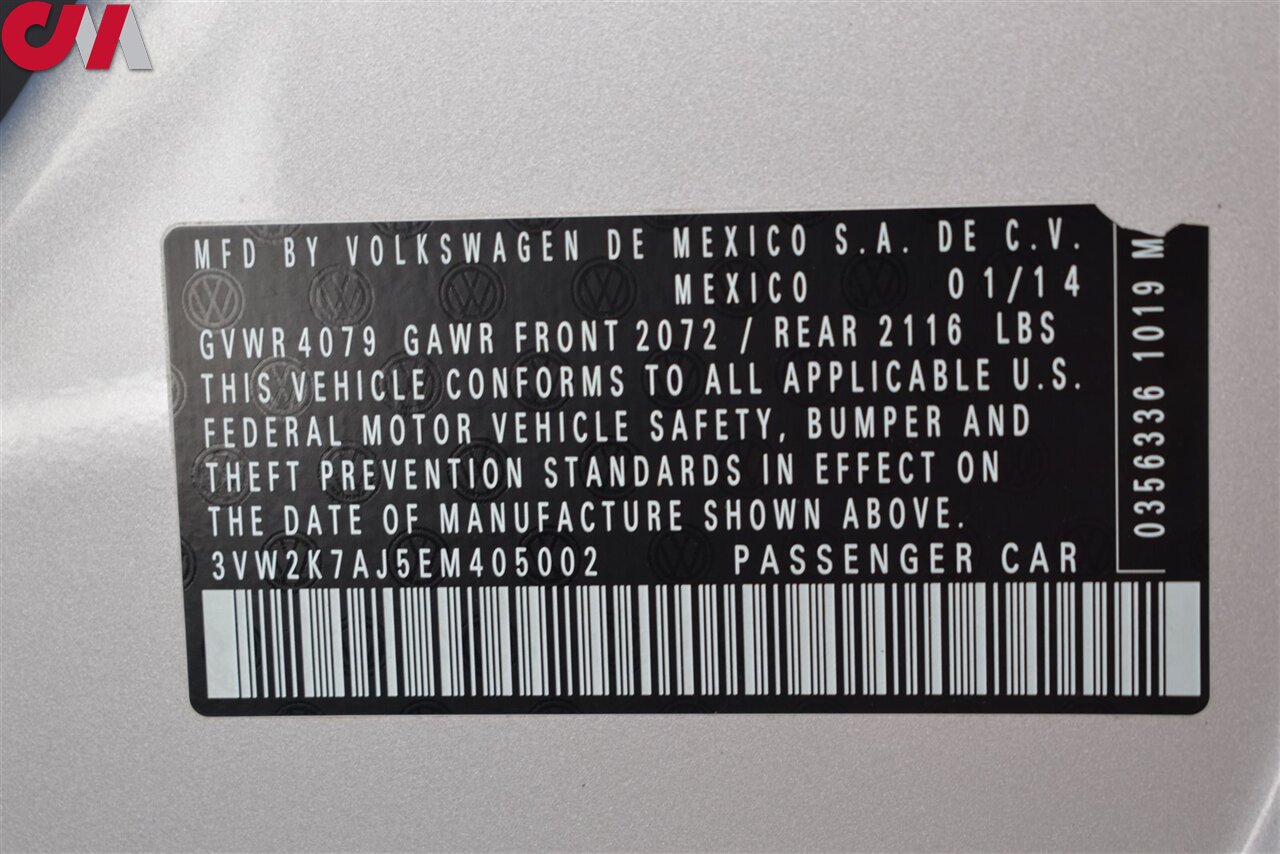 CM
MFD BY VOLKSWAGEN DE MEXICO S.A. DE C.V.
MEXICO 01/14
GVWR 4079 GAWR FRONT 2072 / REAR 2116 LBS
THIS VEHICLE CONFORMS TO ALL APPLICABLE U.S.
FEDERAL MOTOR VEHICLE SAFETY, BUMPER AND
THEFT PREVENTION STANDARDS IN EFFECT ON
THE DATE OF MANUFACTURE SHOWN ABOVE.
3VW2K7AJ5EM405002 PASSENGER CAR
0356336 1019 M